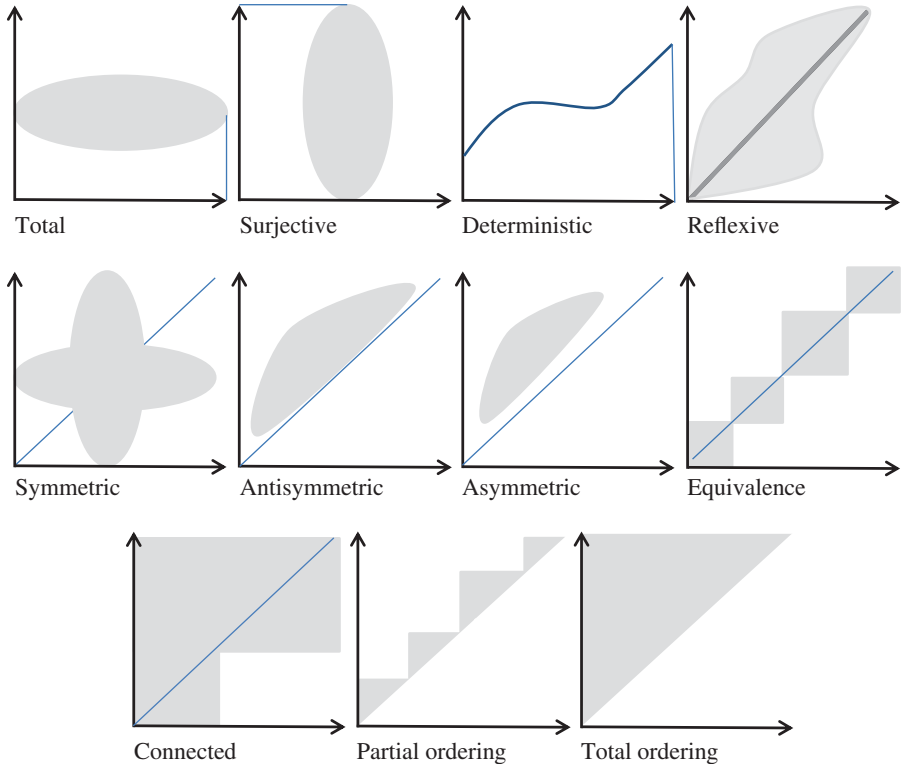 Total
Surjective
Deterministic
Reflexive
Symmetric
Antisymmetric
Asymmetric
Equivalence
Connected
Partial ordering
Total ordering